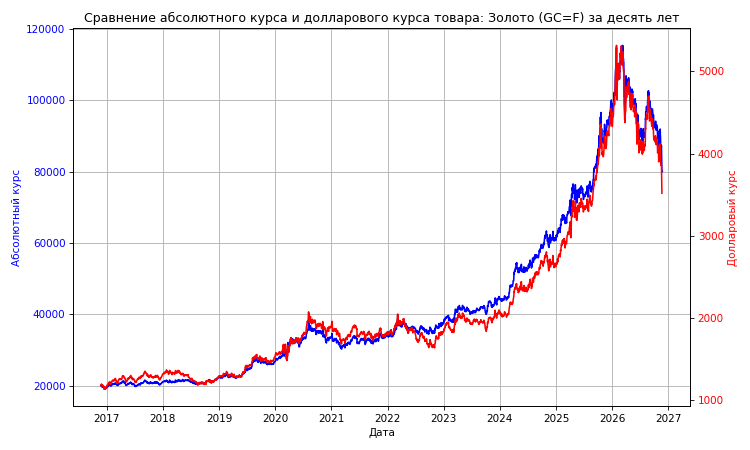 Сравнение абсолютного курса и долларового курса товара: Золото (GC=F) за десять лет
120000
100000
80000
60000
40000
20000
Абсолютный курс
5000
4000
3000
2000
1000
Долларовый курс
2017 2018 2019 2020 2021 2022 2023 2024 2025 2026 2027
Дата